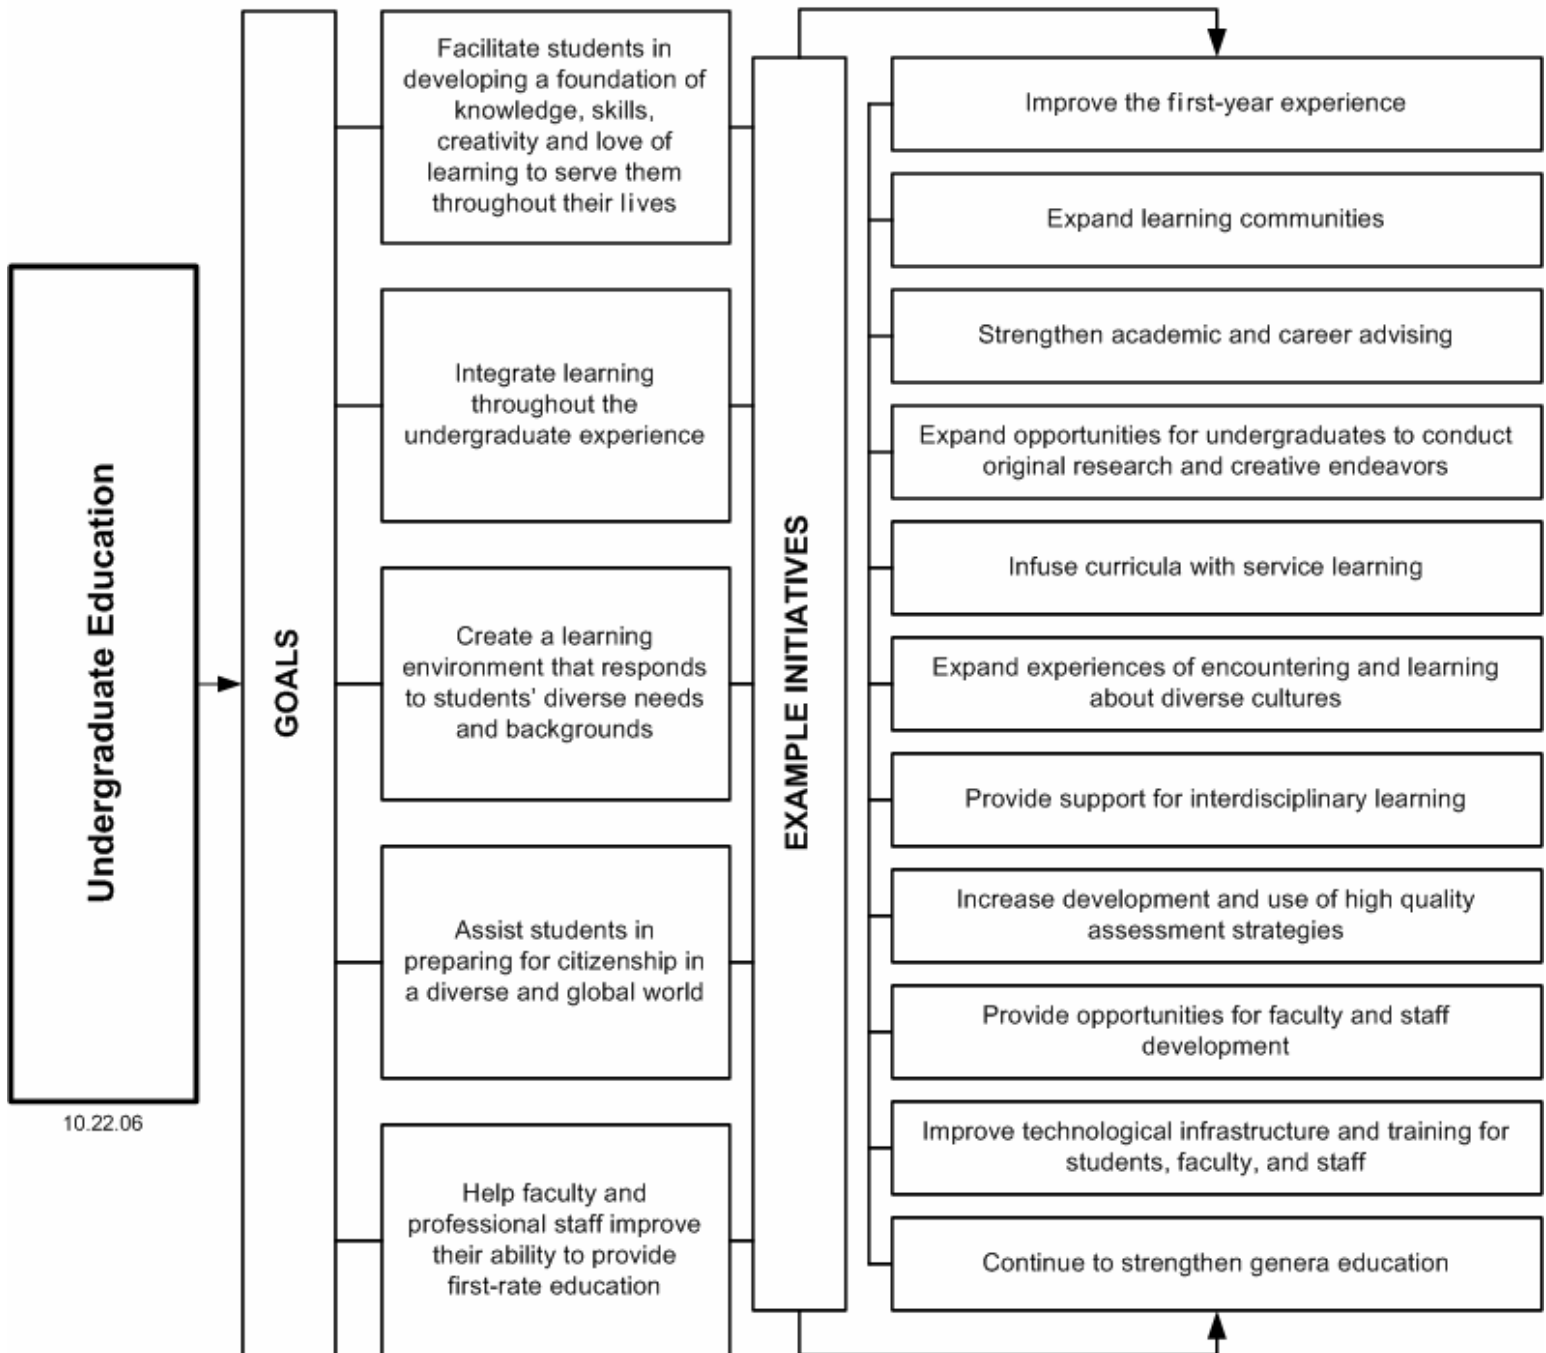 Undergraduate Education
10.22.06
GOALS
Facilitate students in
developing a foundation of
knowledge, skills,
creativity and love of
learning to serve them
throughout their lives
Integrate learning
throughout the
undergraduate experience
Create a learning
environment that responds
to students' diverse needs
and backgrounds
Assist students in
preparing for citizenship in
a diverse and global world
Help faculty and
professional staff improve
their ability to provide
first-rate education
EXAMPLE INITIATIVES
Improve the first-year experience
Expand learning communities
Strengthen academic and career advising
Expand opportunities for undergraduates to conduct
original research and creative endeavors
Infuse curricula with service learning
Expand experiences of encountering and learning
about diverse cultures
Provide support for interdisciplinary learning
Increase development and use of high quality
assessment strategies
Provide opportunities for faculty and staff
development
Improve technological infrastructure and training for
students, faculty, and staff
Continue to strengthen genera education